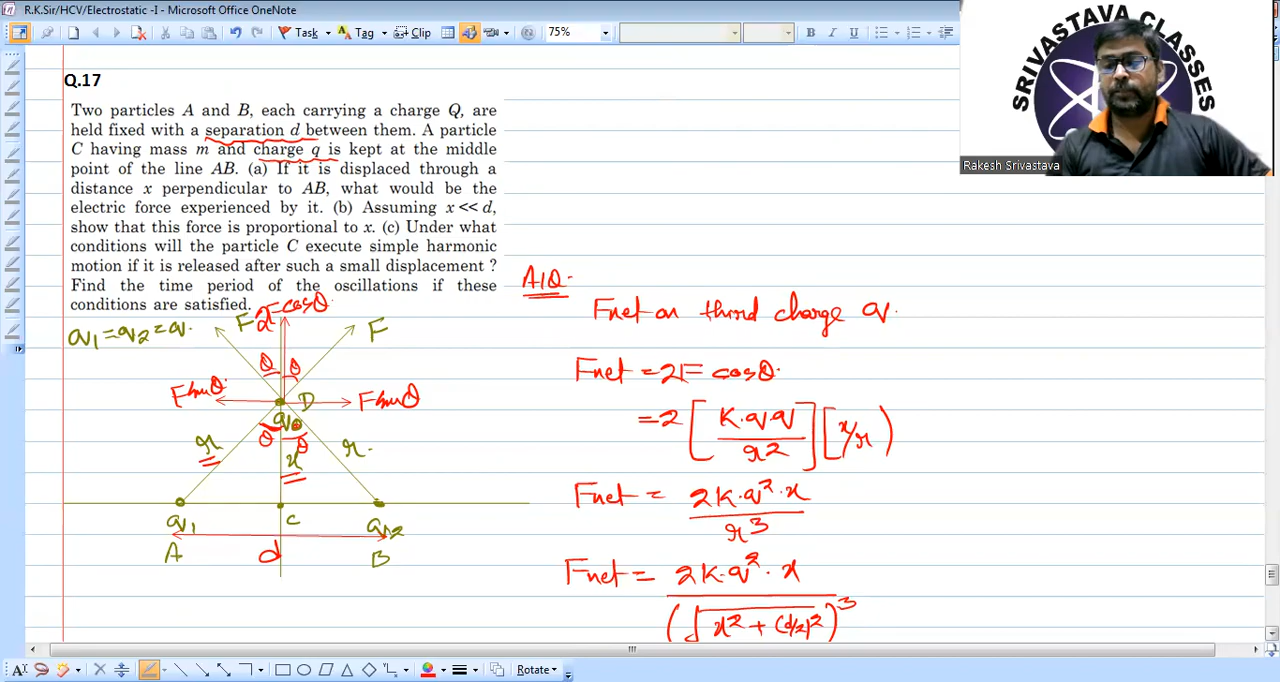 R.K.Sir/HCV/Electrostatic -I - Microsoft Office OneNote
Task
Tag
Clip
75%
B I U
SRIVASTAVA CLASSES
Rakesh Srivastava
Q.17
Two particles A and B, each carrying a charge Q, are
held fixed with a separation d between them. A particle
C having mass m and charge q is kept at the middle
point of the line AB. (a) If it is displaced through a
distance x perpendicular to AB, what would be the
electric force experienced by it. (b) Assuming x << d,
show that this force is proportional to x. (c) Under what
conditions will the particle C execute simple harmonic
motion if it is released after such a small displacement ?
Find the time period of the oscillations if these
conditions are satisfied.
q1 = q2 = q.
F
2Fcosθ
F
θ θ
Fsinθ
D
Fsinθ
q
θ θ
r
x
r.
q1
C
q2
A
d
B
A/Q.
Fnet on third charge q.
Fnet = 2F cosθ.
= 2 [K.q q / r2] [x/r]
Fnet = 2K.q2.x / r3
Fnet = 2K.q2.x / (√x2 + (d/2)2)3
A
Rotate